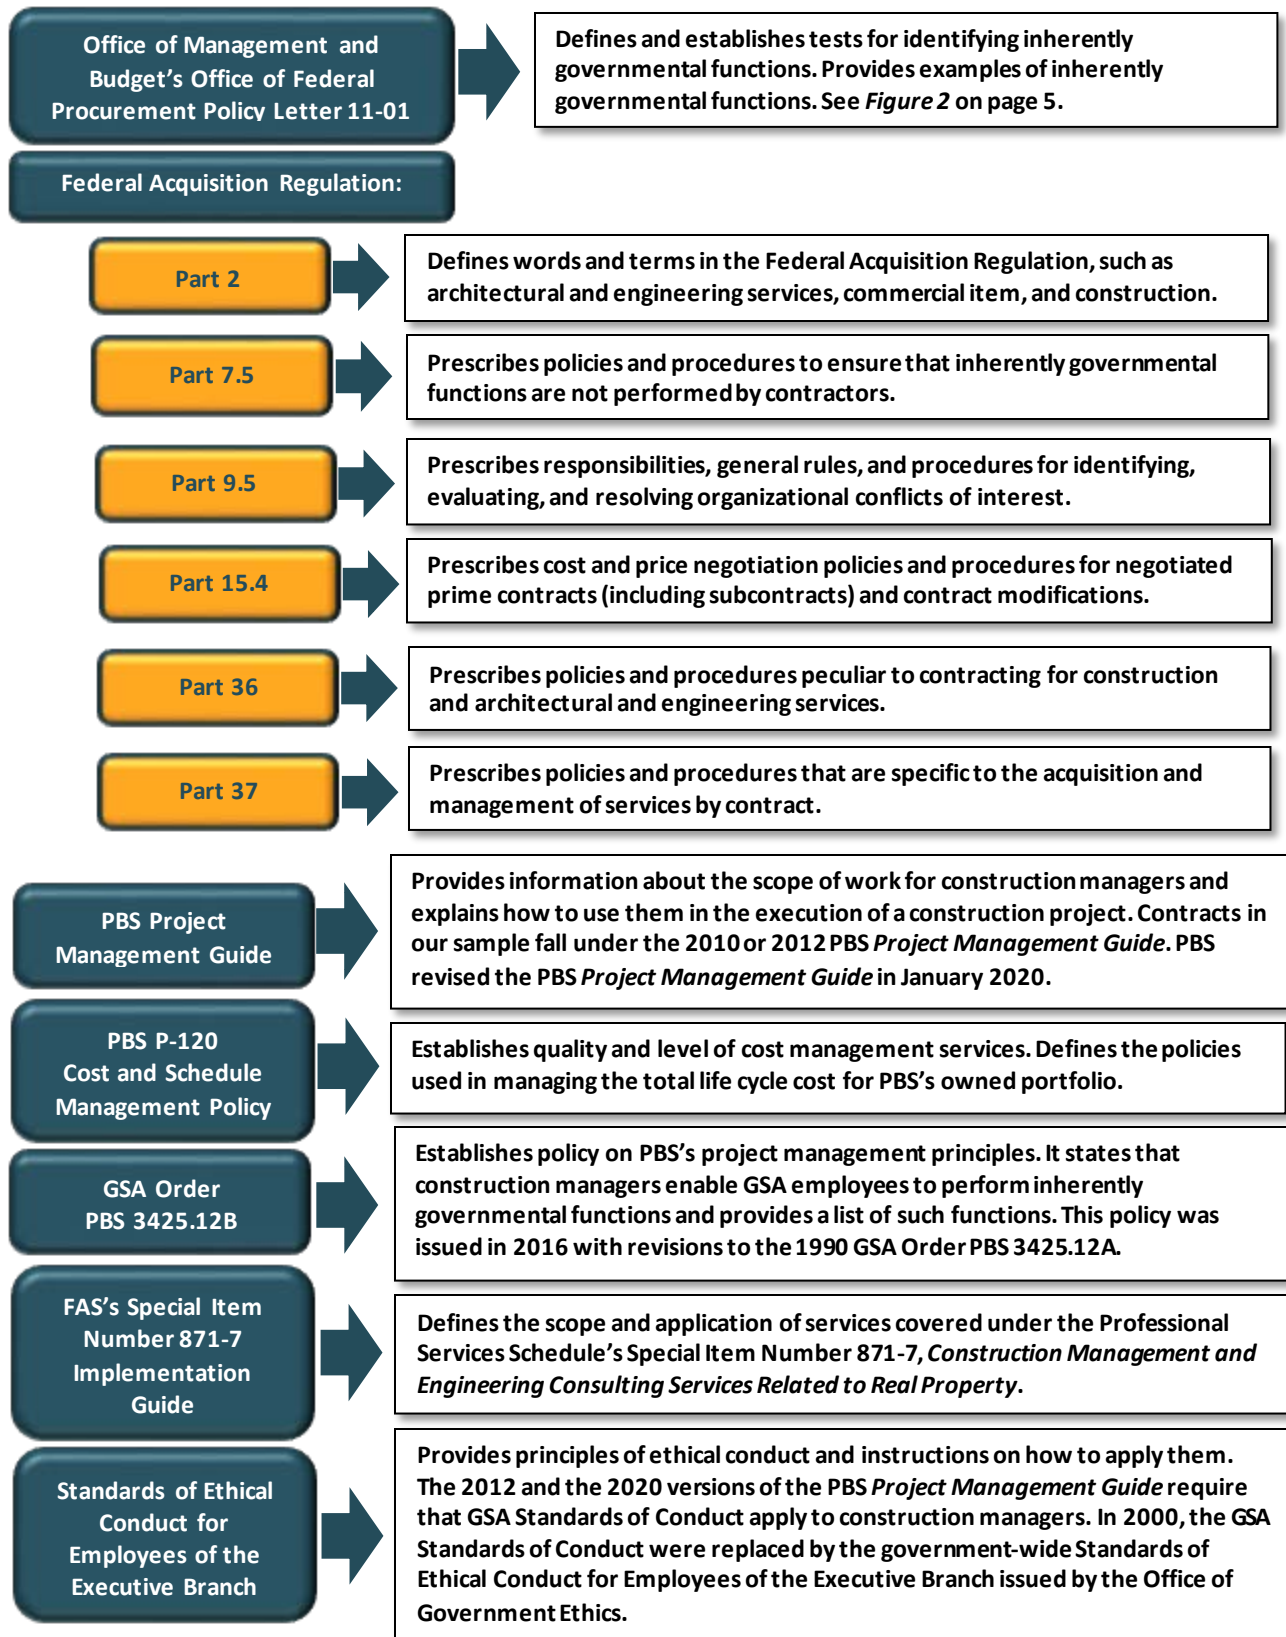 Office of Management and
Budget's Office of Federal
Procurement Policy Letter 11-01
Defines and establishes tests for identifying inherently
governmental functions. Provides examples of inherently
governmental functions. See Figure 2 on page 5.
Federal Acquisition Regulation:
Part 2
Defines words and terms in the Federal Acquisition Regulation, such as
architectural and engineering services, commercial item, and construction.
Part 7.5
Prescribes policies and procedures to ensure that inherently governmental
functions are not performed by contractors.
Part 9.5
Prescribes responsibilities, general rules, and procedures for identifying,
evaluating, and resolving organizational conflicts of interest.
Part 15.4
Prescribes cost and price negotiation policies and procedures for negotiated
prime contracts (including subcontracts) and contract modifications.
Part 36
Prescribes policies and procedures peculiar to contracting for construction
and architectural and engineering services.
Part 37
Prescribes policies and procedures that are specific to the acquisition and
management of services by contract.
PBS Project
Management Guide
Provides information about the scope of work for construction managers and
explains how to use them in the execution of a construction project. Contracts in
our sample fall under the 2010 or 2012 PBS Project Management Guide. PBS
revised the PBS Project Management Guide in January 2020.
PBS P-120
Cost and Schedule
Management Policy
Establishes quality and level of cost management services. Defines the policies
used in managing the total life cycle cost for PBS's owned portfolio.
GSA Order
PBS 3425.12B
Establishes policy on PBS's project management principles. It states that
construction managers enable GSA employees to perform inherently
governmental functions and provides a list of such functions. This policy was
issued in 2016 with revisions to the 1990 GSA Order PBS 3425.12A.
FAS's Special Item
Number 871-7
Implementation
Guide
Defines the scope and application of services covered under the Professional
Services Schedule's Special Item Number 871-7, Construction Management and
Engineering Consulting Services Related to Real Property.
Standards of Ethical
Conduct for
Employees of the
Executive Branch
Provides principles of ethical conduct and instructions on how to apply them.
The 2012 and the 2020 versions of the PBS Project Management Guide require
that GSA Standards of Conduct apply to construction managers. In 2000, the GSA
Standards of Conduct were replaced by the government-wide Standards of
Ethical Conduct for Employees of the Executive Branch issued by the Office of
Government Ethics.